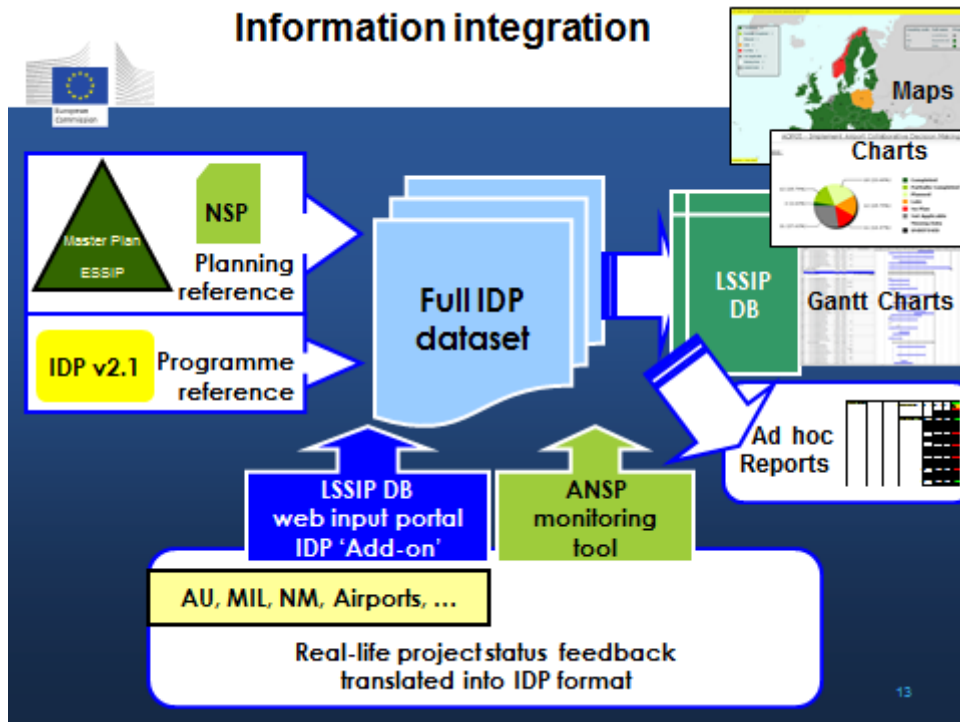 Information integration
European
Commission
Maps
Charts
Master Plan
ESSIP
NSP
Planning
reference
IDP v2.1
Programme
reference
Full IDP
dataset
LSSIP
DB
Gantt Charts
Ad hoc
Reports
LSSIP DB
web input portal
IDP ‘Add-on’
ANSP
monitoring
tool
AU, MIL, NM, Airports, ...
Real-life project status feedback
translated into IDP format
13